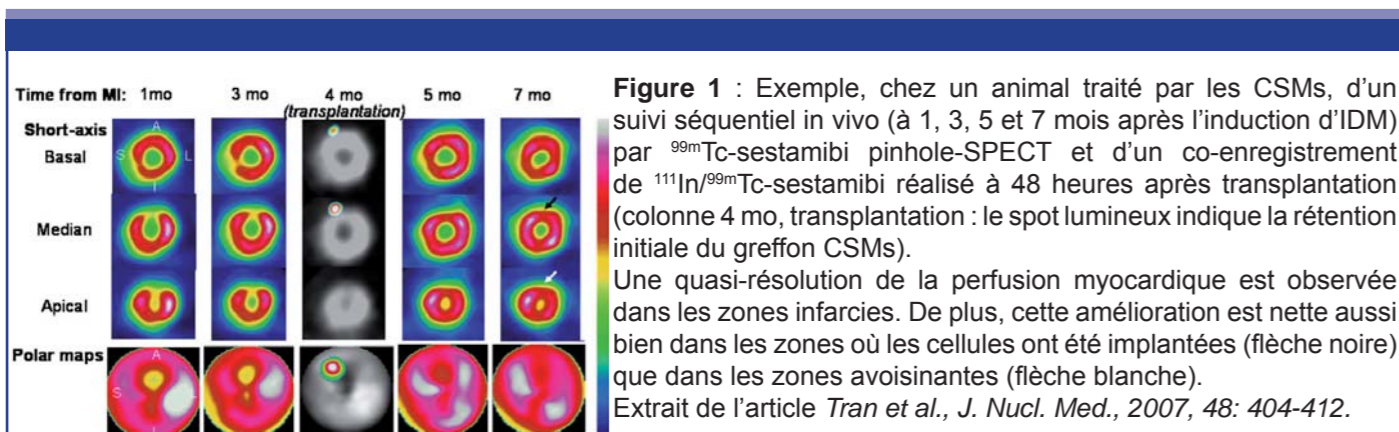 Time from MI: 1mo 3 mo 4 mo 5 mo 7 mo
(transplantation)
Short-axis
Basal
A
S L
I
Median
Apical
Polar maps
A
S L
I
Figure 1 : Exemple, chez un animal traité par les CSMs, d'un
suivi séquentiel in vivo (à 1, 3, 5 et 7 mois après l'induction d'IDM)
par 99mTc-sestamibi pinhole-SPECT et d'un co-enregistrement
de 111In/99mTc-sestamibi réalisé à 48 heures après transplantation
(colonne 4 mo, transplantation : le spot lumineux indique la rétention
initiale du greffon CSMs).
Une quasi-résolution de la perfusion myocardique est observée
dans les zones infarcies. De plus, cette amélioration est nette aussi
bien dans les zones où les cellules ont été implantées (flèche noire)
que dans les zones avoisinantes (flèche blanche).
Extrait de l'article Tran et al., J. Nucl. Med., 2007, 48: 404-412.